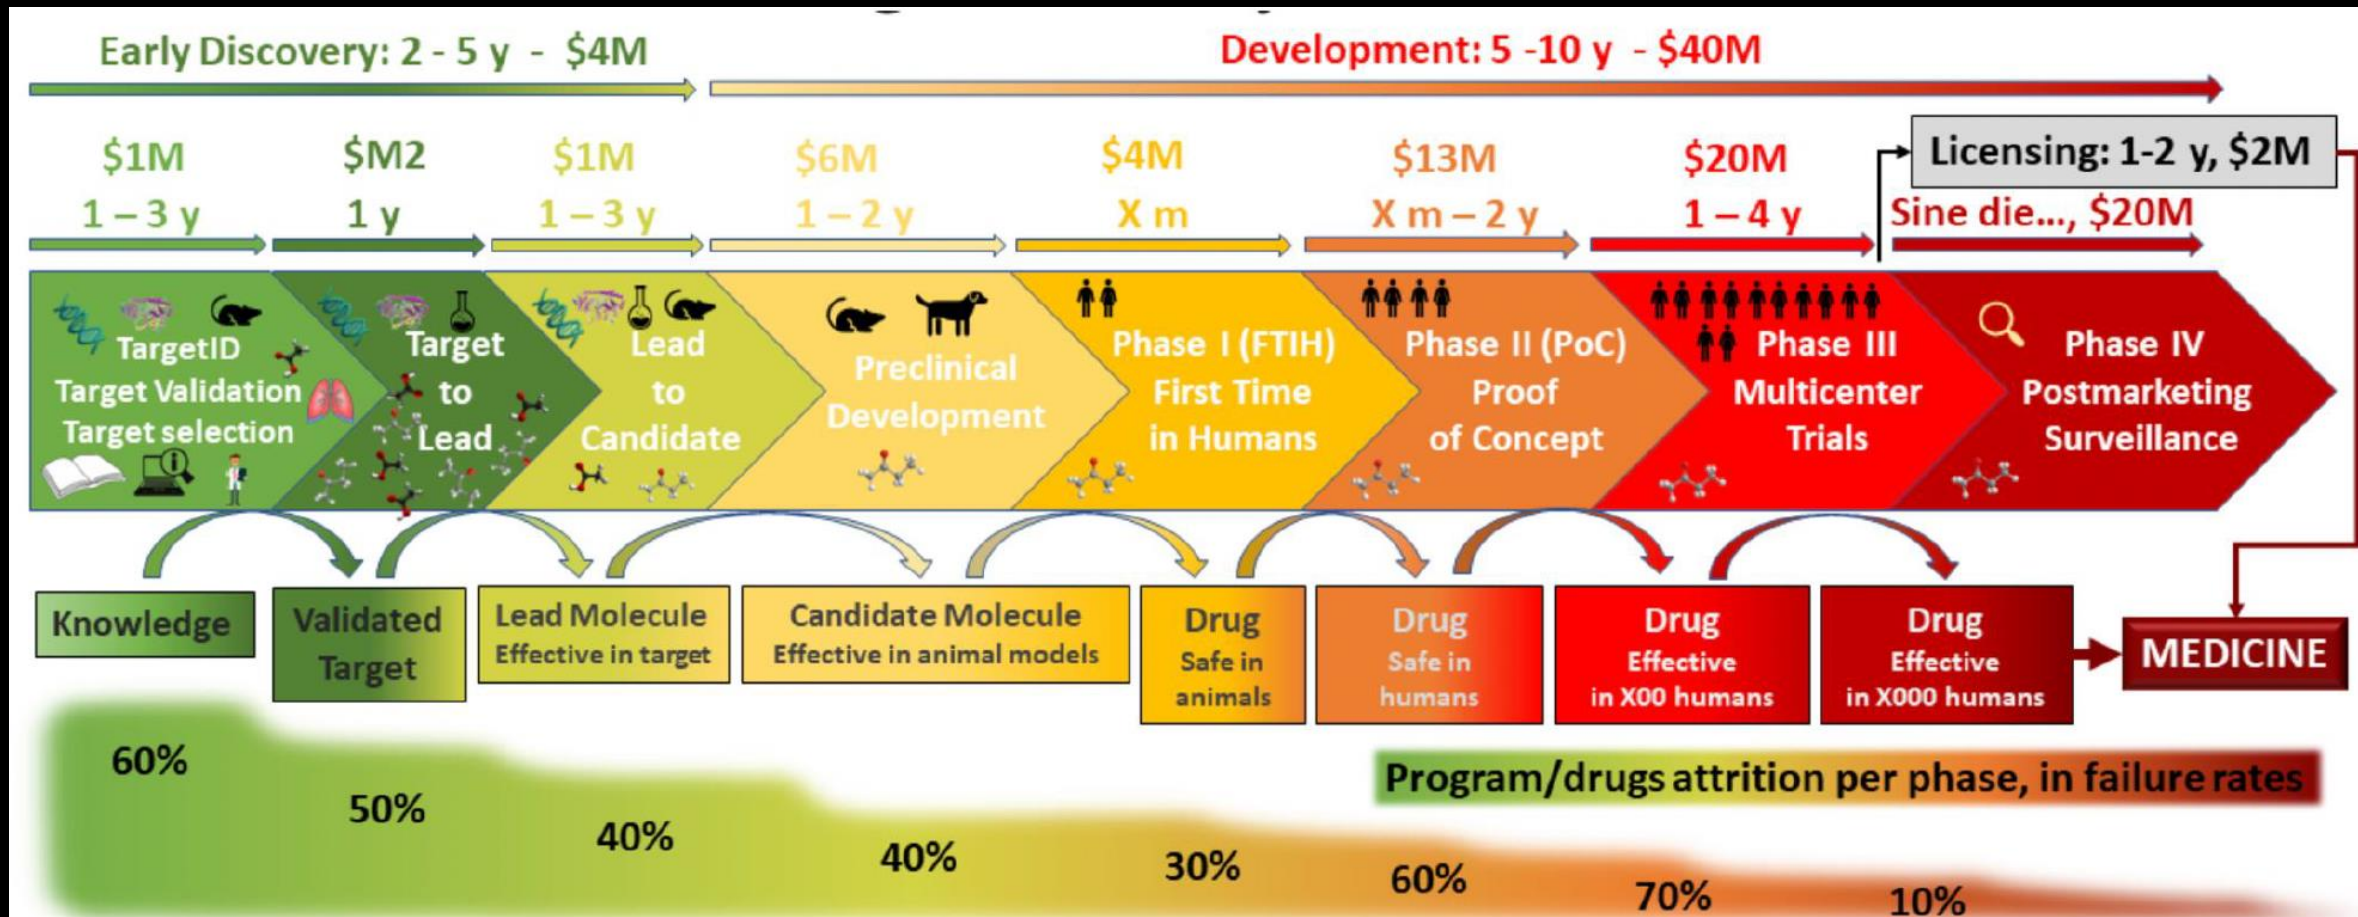 Early Discovery: 2 - 5 y - $4M
Development: 5 -10 y - $40M
$1M
1 – 3 y
$M2
1 y
$1M
1 – 3 y
$6M
1 – 2 y
$4M
X m
$13M
X m – 2 y
$20M
1 – 4 y
Licensing: 1-2 y, $2M
Sine die..., $20M
TargetID
Target Validation
Target selection
Target
to
Lead
Lead
to
Candidate
Preclinical
Development
Phase I (FTIH)
First Time
in Humans
Phase II (PoC)
Proof
of Concept
Phase III
Multicenter
Trials
Phase IV
Postmarketing
Surveillance
Knowledge
Validated
Target
Lead Molecule
Effective in target
Candidate Molecule
Effective in animal models
Drug
Safe in
animals
Drug
Safe in
humans
Drug
Effective
in X00 humans
Drug
Effective
in X000 humans
MEDICINE
Program/drugs attrition per phase, in failure rates
60%
50%
40%
40%
30%
60%
70%
10%